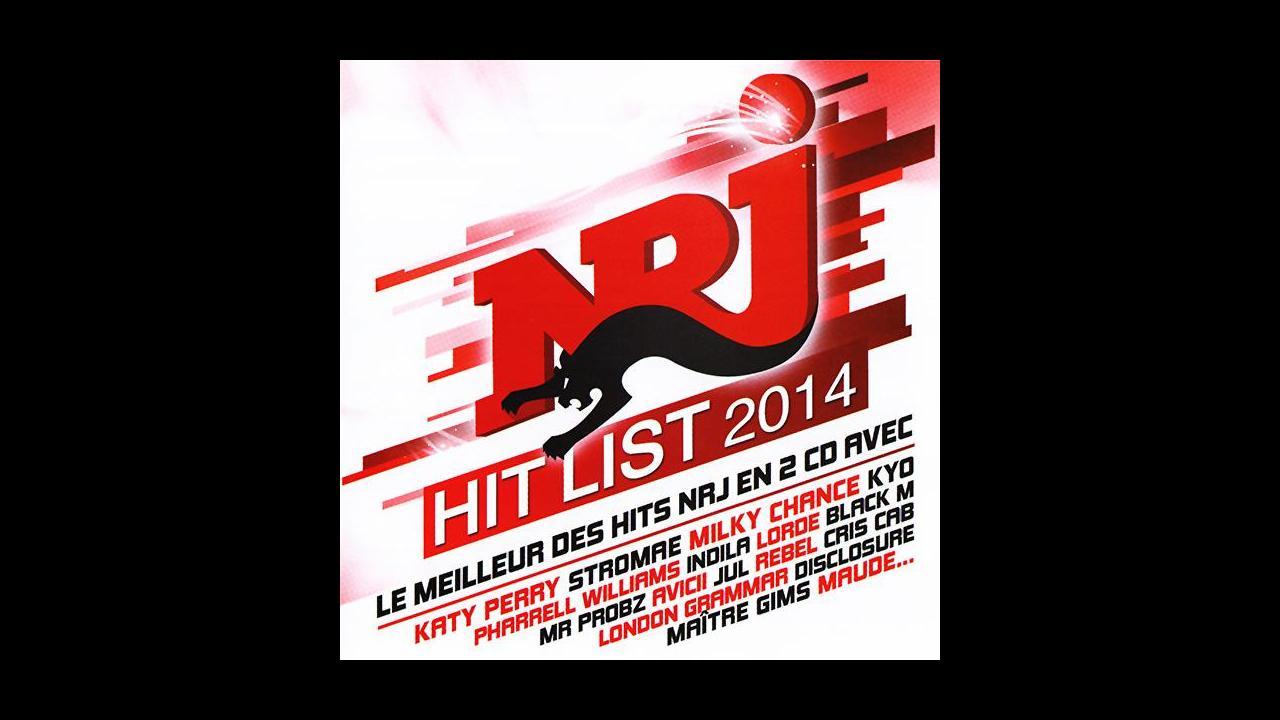 NRJ
HIT LIST 2014
LE MEILLEUR DES HITS NRJ EN 2 CD AVEC
KATY PERRY STROMAE MILKY CHANCE KYO
PHARRELL WILLIAMS INDILA LORDE BLACK M
MR PROBZ AVICII JUL REBEL CRIS CAB
LONDON GRAMMAR DISCLOSURE
MAÎTRE GIMS MAUDE...